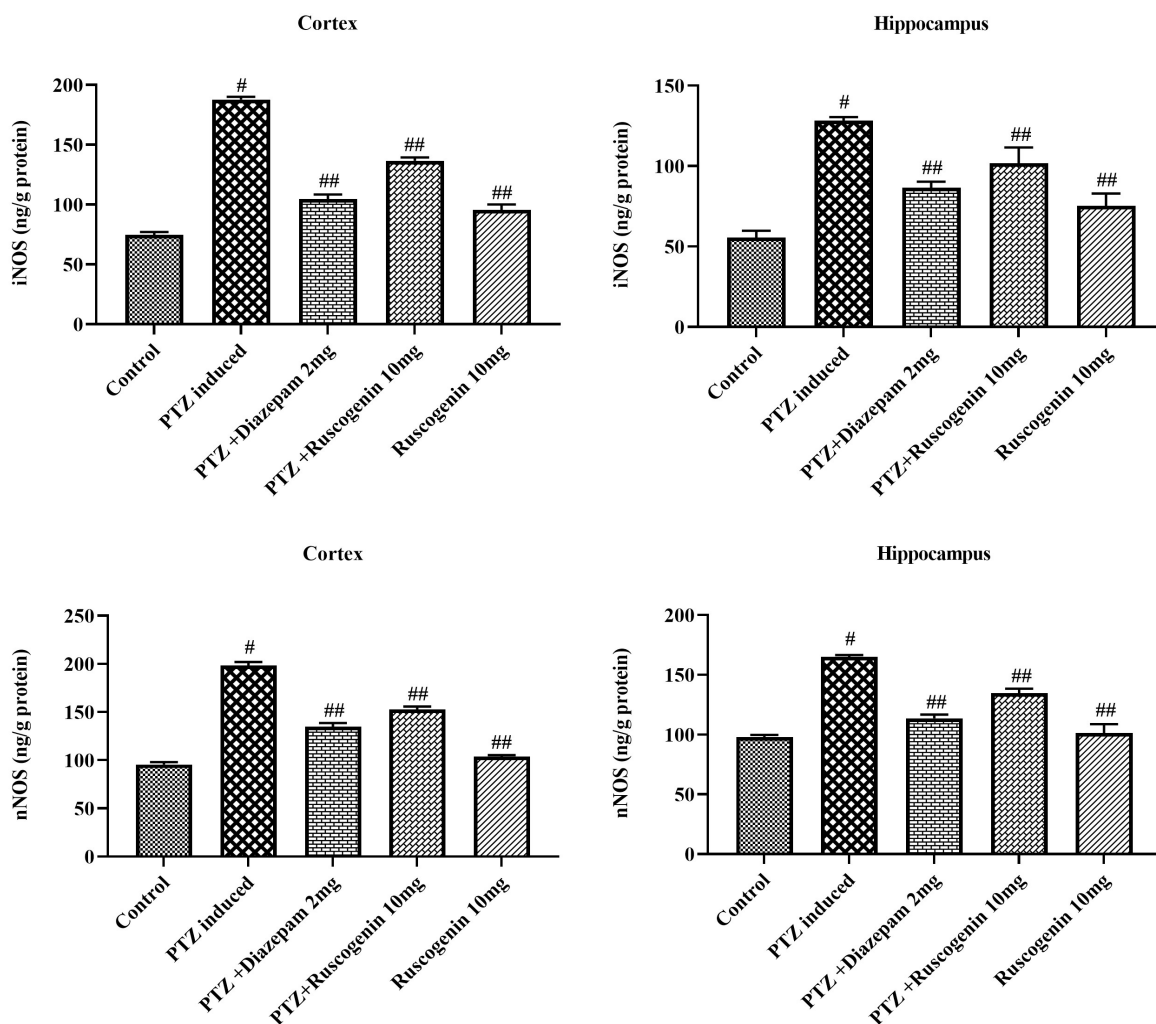 Cortex
iNOS (ng/g protein)
200
150
100
50
0
#
##
##
##
Control
PTZ induced
PTZ +Diazepam 2mg
PTZ +Ruscogenin 10mg
Ruscogenin 10mg
Hippocampus
iNOS (ng/g protein)
150
100
50
0
#
##
##
##
Control
PTZ induced
PTZ+Diazepam 2mg
PTZ+Ruscogenin 10mg
Ruscogenin 10mg
Cortex
nNOS (ng/g protein)
250
200
150
100
50
0
#
##
##
##
Control
PTZ induced
PTZ +Diazepam 2mg
PTZ+Ruscogenin 10mg
Ruscogenin 10mg
Hippocampus
nNOS (ng/g protein)
200
150
100
50
0
#
##
##
##
Control
PTZ induced
PTZ +Diazepam 2mg
PTZ +Ruscogenin 10mg
Ruscogenin 10mg